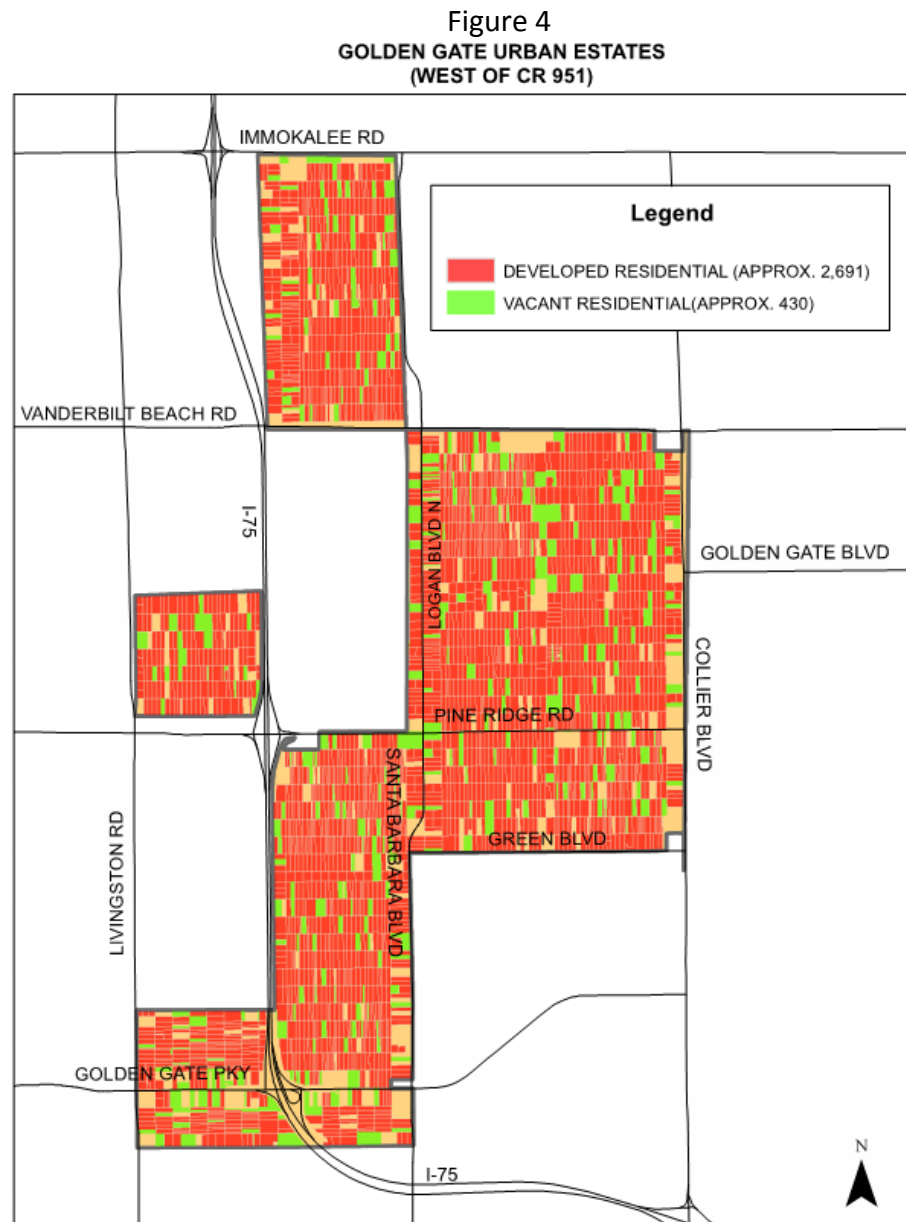 Figure 4
GOLDEN GATE URBAN ESTATES
(WEST OF CR 951)
IMMOKALEE RD
Legend
DEVELOPED RESIDENTIAL (APPROX. 2,691)
VACANT RESIDENTIAL(APPROX. 430)
VANDERBILT BEACH RD
I-75
LOGAN BLVD N
GOLDEN GATE BLVD
COLLIER BLVD
PINE RIDGE RD
SANTA BARBARA BLVD
LIVINGSTON RD
GREEN BLVD
GOLDEN GATE PKY
I-75
N